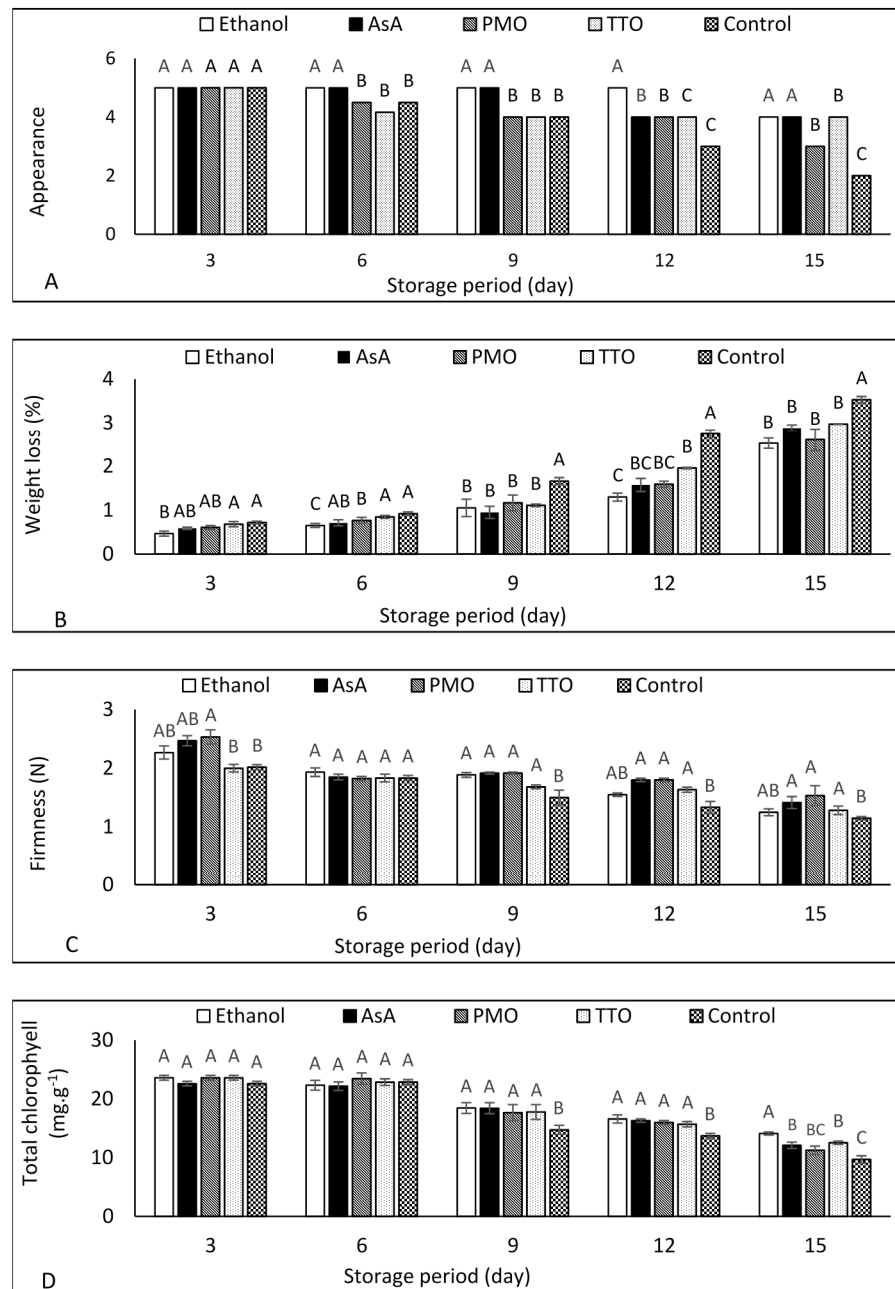 Ethanol AsA PMO TTO Control
6
A A A A A A A B B B A A B B B A B B C C A A B B C
4
2
0
Appearance
3 6 9 12 15
Storage period (day)
A
Ethanol AsA PMO TTO Control
4
3
2
1
0
Weight loss (%)
B AB AB A A C AB B A A B B B B A C BC BC B A B B B B A
3 6 9 12 15
Storage period (day)
B
Ethanol AsA PMO TTO Control
3
2
1
0
Firmness (N)
AB AB A B B A A A A A A A A A B AB A A A B AB A A A B
3 6 9 12 15
Storage period (day)
C
Ethanol AsA PMO TTO Control
30
20
10
0
Total chlorophyell
(mg.g-1)
A A A A A A A A A A A A A A B A A A A B A B BC B C
3 6 9 12 15
Storage period (day)
D